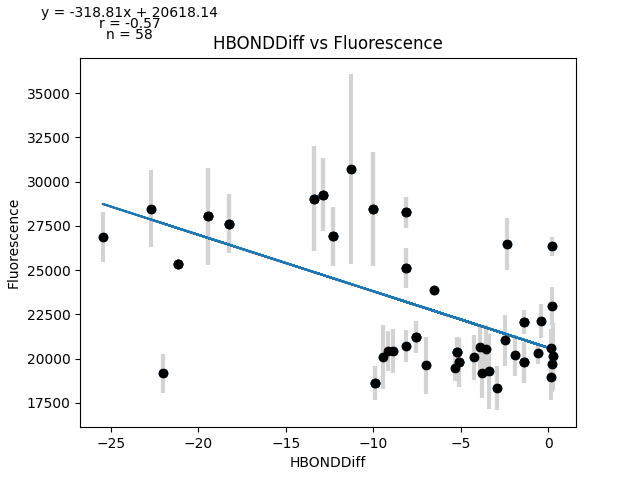 y = -318.81x + 20618.14
r = -0.57
n = 58
HBONDDiff vs Fluorescence
35000
32500
30000
27500
25000
22500
20000
17500
Fluorescence
−25
−20
−15
−10
−5
0
HBONDDiff